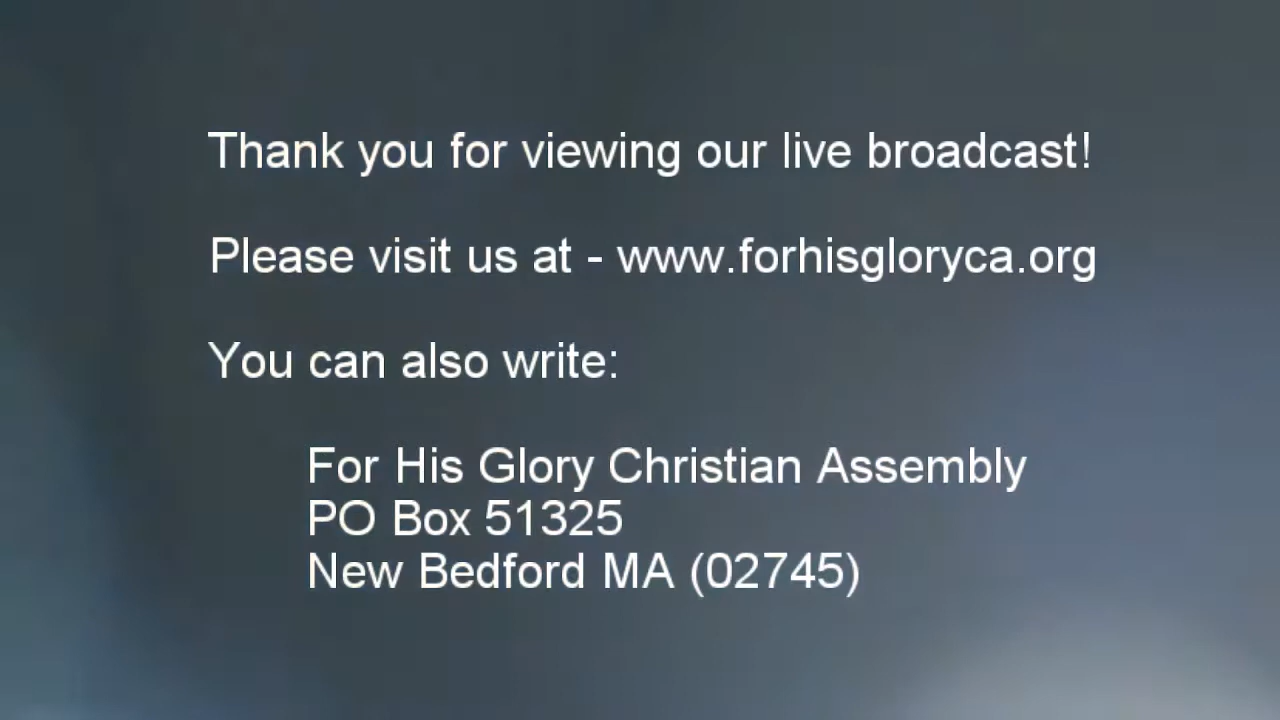 Thank you for viewing our live broadcast!
Please visit us at - www.forhisgloryca.org
You can also write:
For His Glory Christian Assembly
PO Box 51325
New Bedford MA (02745)